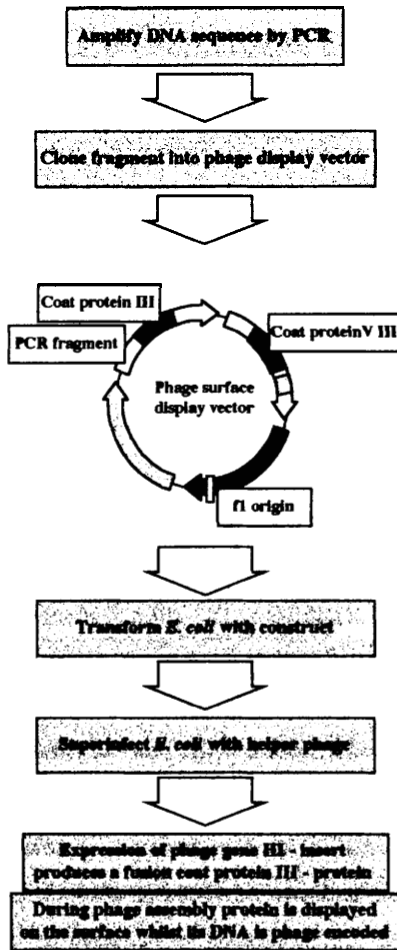 Amplify DNA sequence by PCR
Clone fragment into phage display vector
Coat protein III
PCR fragment
Coat proteinV III
Phage surface
display vector
f1 origin
Transform E. coli with construct
Superinfect E. coli with helper phage
Expression of phage gene III - insert
produces a fusion coat protein III - protein
During phage assembly protein is displayed
on the surface whilst its DNA is phage encoded